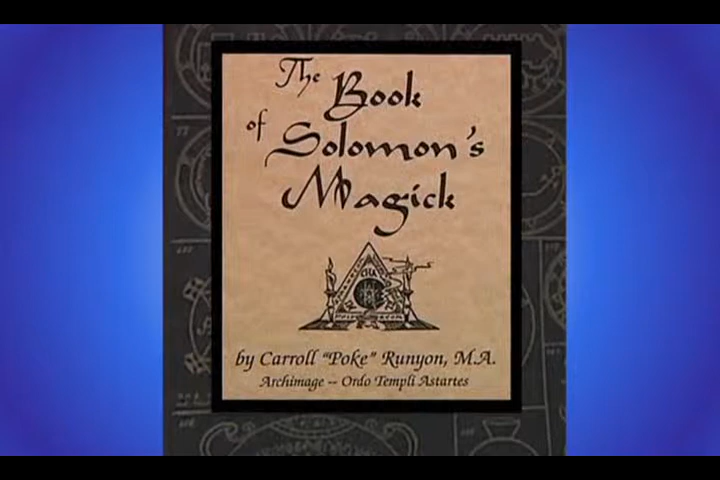 The
Book
of
Solomon's
Magick
by Carroll "Poke" Runyon, M.A.
Archimage -- Ordo Templi Astartes